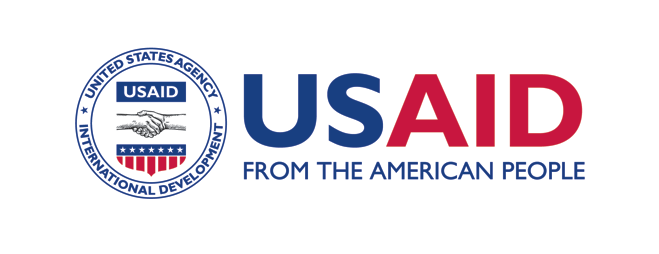 UNITED STATES AGENCY
USAID
INTERNATIONAL DEVELOPMENT
USAID
FROM THE AMERICAN PEOPLE